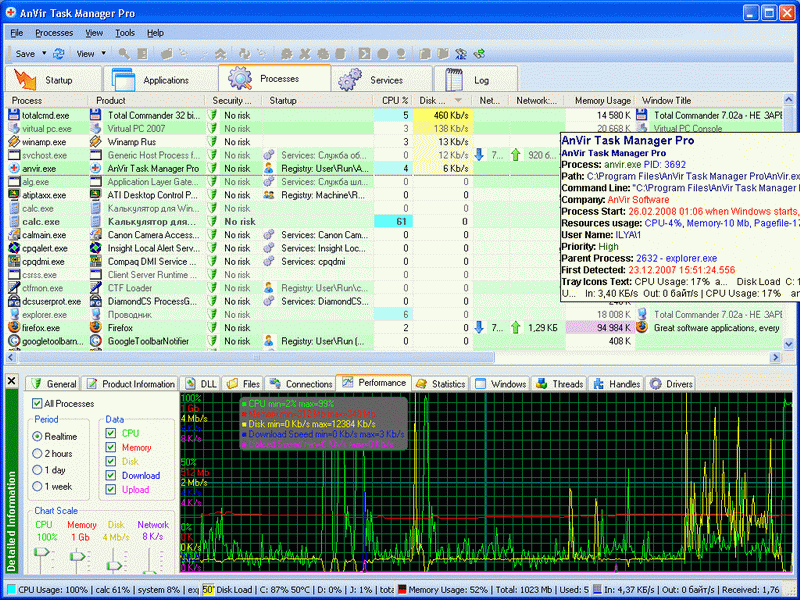 AnVir Task Manager Pro
File Processes View Tools Help
Save View
Startup Applications Processes Services Log
Process Product Security ... Startup CPU % Disk ... Net... Network:... Memory Usage Window Title
totalcmd.exe Total Commander 32 bi... No risk 5 460 Kb/s 14 580 K Total Commander 7.02a - НЕ ЗАРЕ
virtual pc.exe Virtual PC 2007 No risk 3 138 Kb/s 20 668 K Virtual PC Console
winamp.exe Winamp Rus No risk 3 13 Kb/s
svchost.exe Generic Host Process f... No risk Services: Служба об... 0 12 Kb/s 7... 920 б...
anvir.exe AnVir Task Manager Pro No risk Registry: User\Run\A... 4 6 Kb/s
alg.exe Application Layer Gate... No risk Services: Служба ш... 0 0
atiptaxx.exe ATI Desktop Control P... No risk Registry: Machine\R... 0 0
calc.exe Калькулятор для Win... No risk 0 0
calc.exe Калькулятор для... No risk 61 0
calmain.exe Canon Camera Access... No risk Services: Canon Cam... 0 0
cpqalert.exe Insight Local Alert Serv... No risk Services: Insight Loc... 0 0
cpqdmi.exe Compaq DMI Service ... No risk Services: cpqdmi 0 0
csrss.exe Client Server Runtime ... No risk 0 0
ctfmon.exe CTF Loader No risk Registry: User\Run\... 0 0
dcsuserprot.exe DiamondCS ProcessG... No risk Services: DiamondCS... 0 0
explorer.exe Проводник No risk 6 0 18 008 K Total Commander 7.02a - НЕ ЗАРЕ
firefox.exe Firefox No risk 2 0 7... 1,29 КБ 94 984 K Great software applications, every
googletoolbarn... GoogleToolbarNotifier No risk Registry: User\Run (... 0 0 408 K
AnVir Task Manager Pro
AnVir Task Manager Pro
Process: anvir.exe PID: 3692
Path: C:\Program Files\AnVir Task Manager Pro\AnVir.ex
Command Line: "C:\Program Files\AnVir Task Manager
Company: AnVir Software
Process Start: 26.02.2008 01:06 when Windows starts,
Resources usage: CPU-4%, Memory-10 Mb, Pagefile-1
User Name: ILYA\1
Priority: High
Parent Process: 2632 - explorer.exe
First Detected: 23.12.2007 15:51:24.556
Tray Icons Text: CPU Usage: 17% a... Disk Load C: 1
U... In: 3,40 КБ/s Out: 0 байт/s | CPU Usage: 17% an
General Product Information DLL Files Connections Performance Statistics Windows Threads Handles Drivers
Detailed Information
All Processes
Period
Realtime
2 hours
1 day
1 week
Data
CPU
Memory
Disk
Download
Upload
Chart Scale
CPU Memory Disk Network
100% 1 Gb 4 Mb/s 8 K/s
100%
1 Gb
4 Mb/s
8 K/s
50%
512 Mb
2 Mb/s
4 K/s
0%
0 K
0 K/s
CPU min=2% max=99%
Disk min=0 Kb/s max=12384 Kb/s
Download Speed min=0 Kb/s max=3 Kb/s
CPU Usage: 100% | calc 61% | system 8% | exp 50° Disk Load | C: 87% 50°C | D: 0% | J: 1% | tota Memory Usage: 52% | Total: 1023 Mb | Used: 5 In: 4,37 КБ/s | Out: 0 байт/s | Received: 1,76